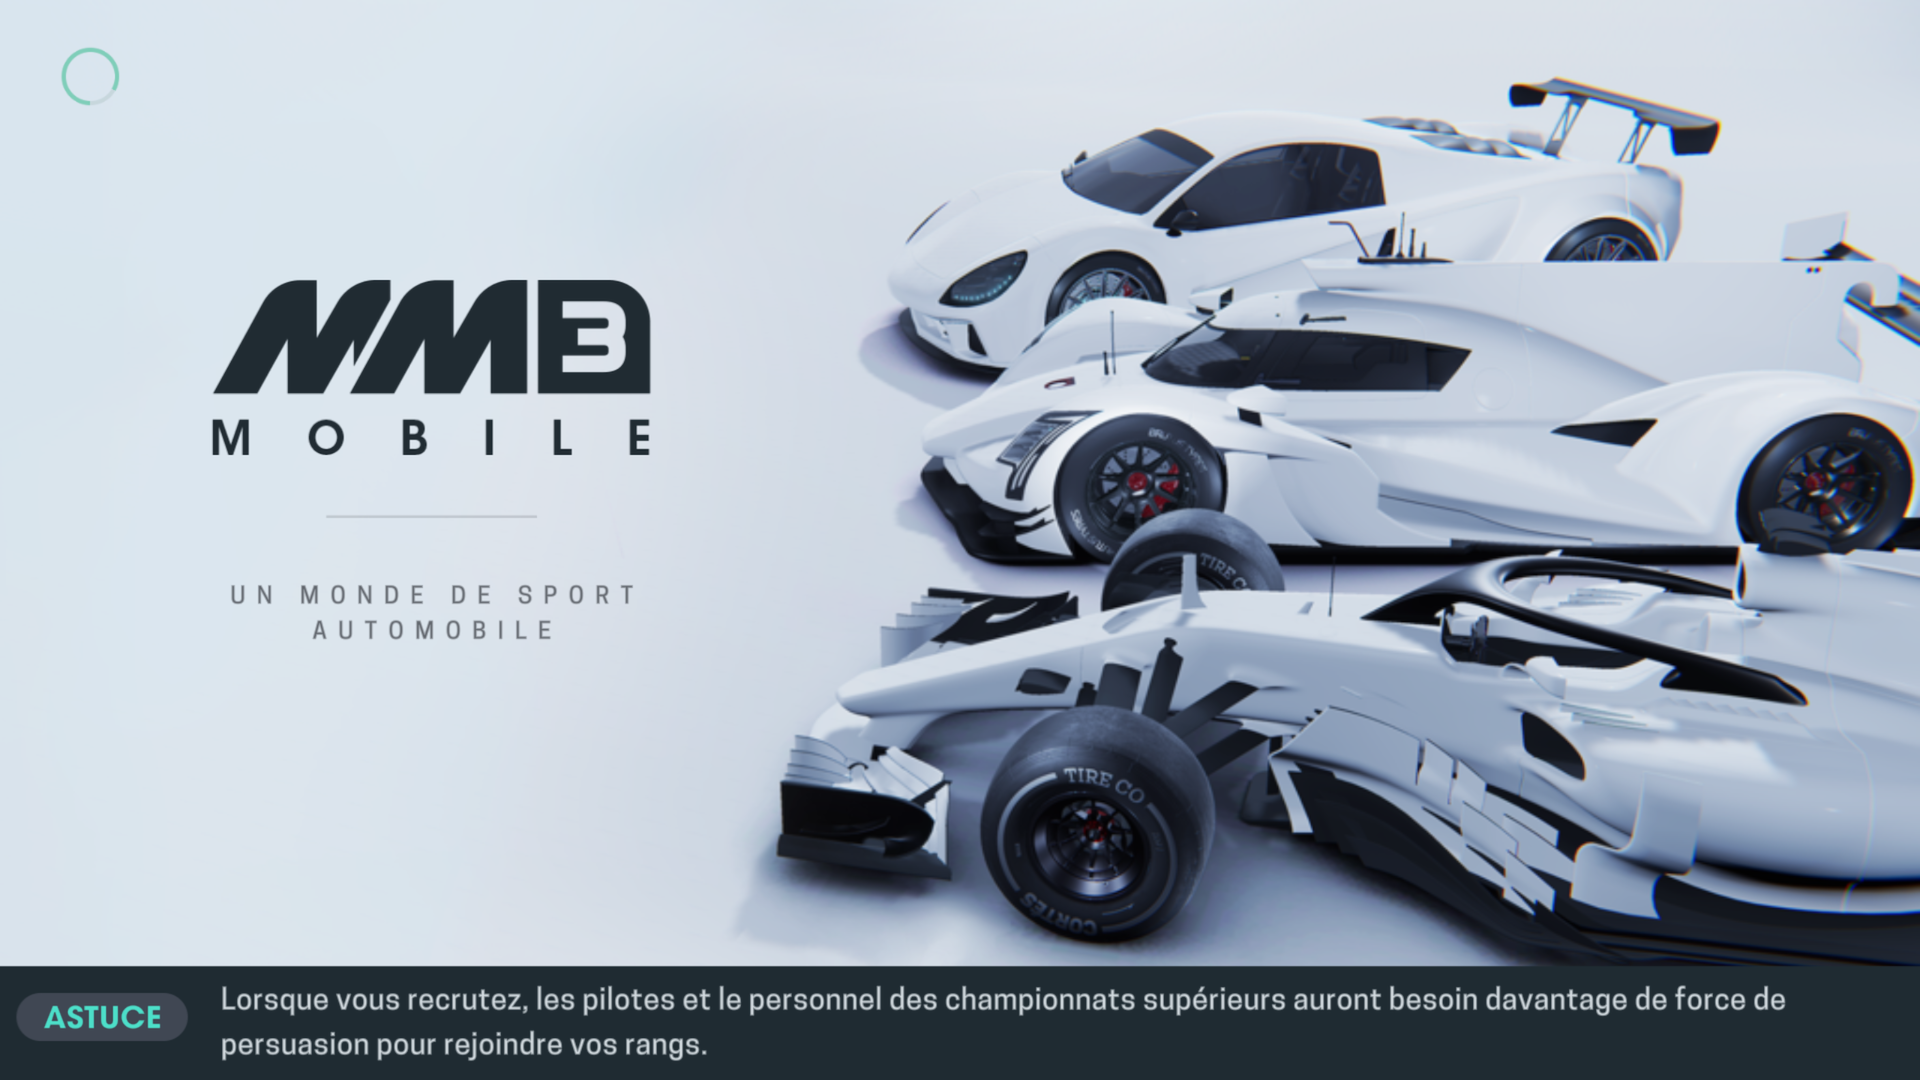 MM3
MOBILE
UN MONDE DE SPORT
AUTOMOBILE
TIRE CO
TIRE CO
CORTES
ASTUCE
Lorsque vous recrutez, les pilotes et le personnel des championnats supérieurs auront besoin davantage de force de
persuasion pour rejoindre vos rangs.